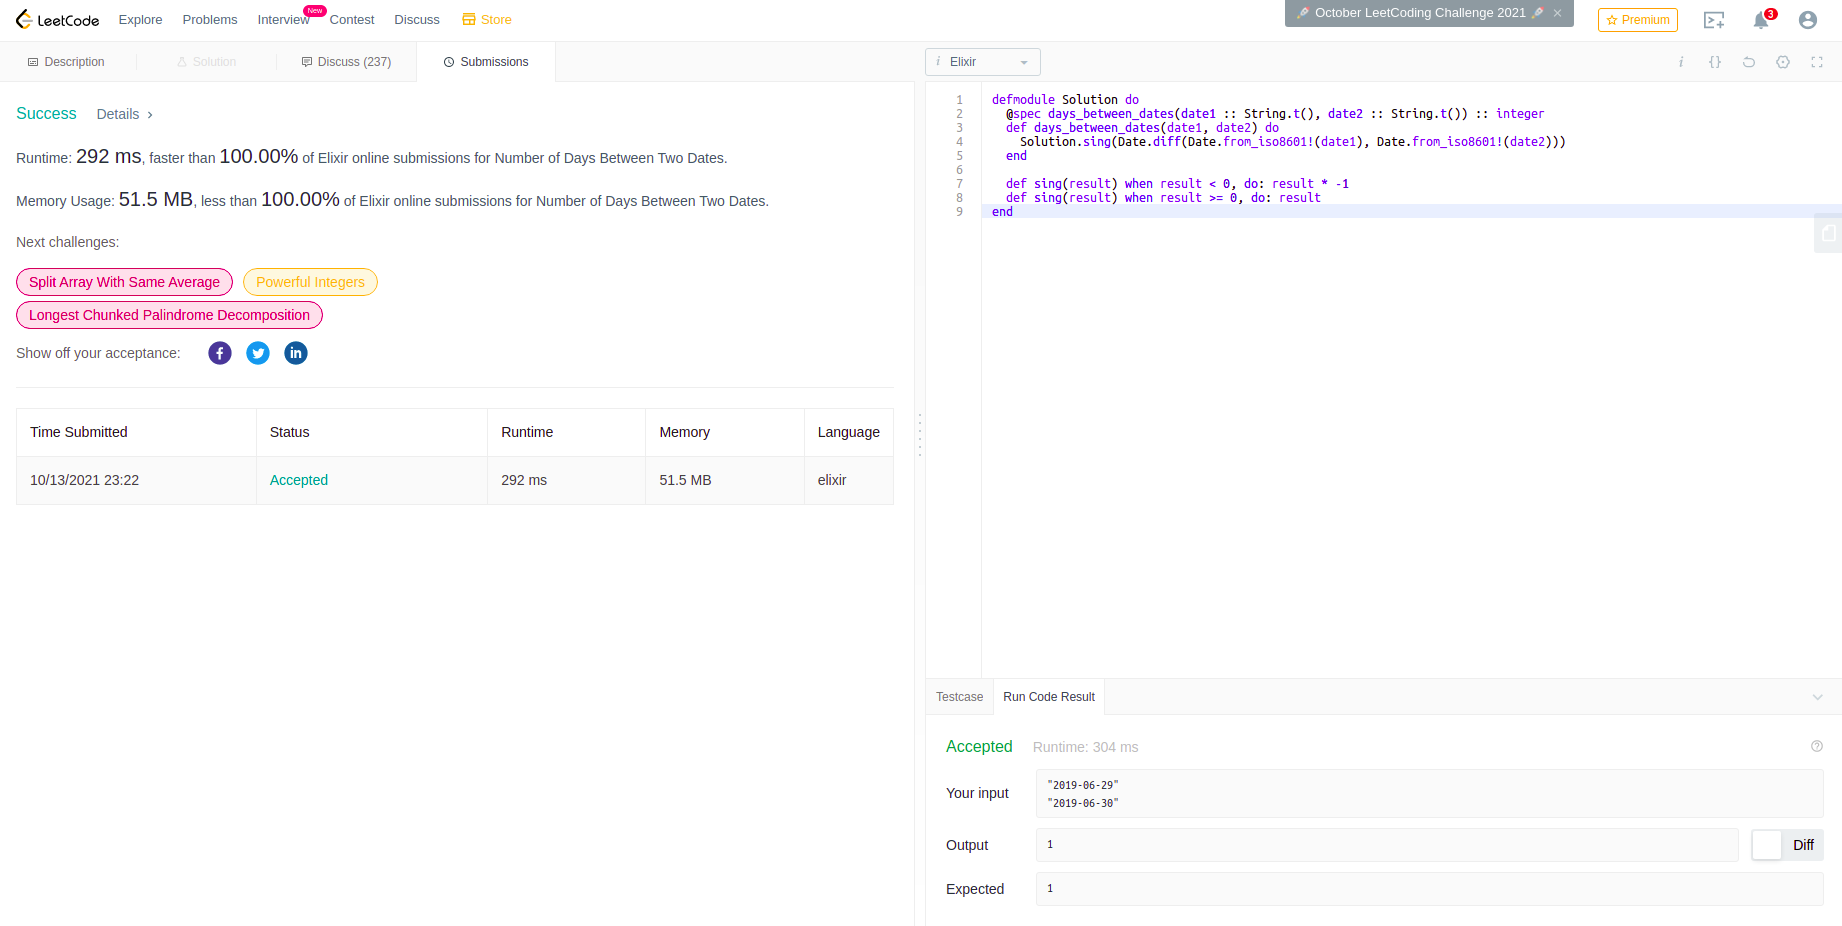 LeetCode Explore Problems Interview New Contest Discuss Store October LeetCoding Challenge 2021 × Premium 3
Description Solution Discuss (237) Submissions
i Elixir
i {}
Success Details >
Runtime: 292 ms, faster than 100.00% of Elixir online submissions for Number of Days Between Two Dates.
Memory Usage: 51.5 MB, less than 100.00% of Elixir online submissions for Number of Days Between Two Dates.
Next challenges:
Split Array With Same Average Powerful Integers
Longest Chunked Palindrome Decomposition
Show off your acceptance: f in
Time Submitted Status Runtime Memory Language
10/13/2021 23:22 Accepted 292 ms 51.5 MB elixir
1 defmodule Solution do
2 @spec days_between_dates(date1 :: String.t(), date2 :: String.t()) :: integer
3 def days_between_dates(date1, date2) do
4 Solution.sing(Date.diff(Date.from_iso8601!(date1), Date.from_iso8601!(date2)))
5 end
6
7 def sing(result) when result < 0, do: result * -1
8 def sing(result) when result >= 0, do: result
9 end
Testcase Run Code Result
Accepted Runtime: 304 ms ?
Your input "2019-06-29"
"2019-06-30"
Output 1 Diff
Expected 1